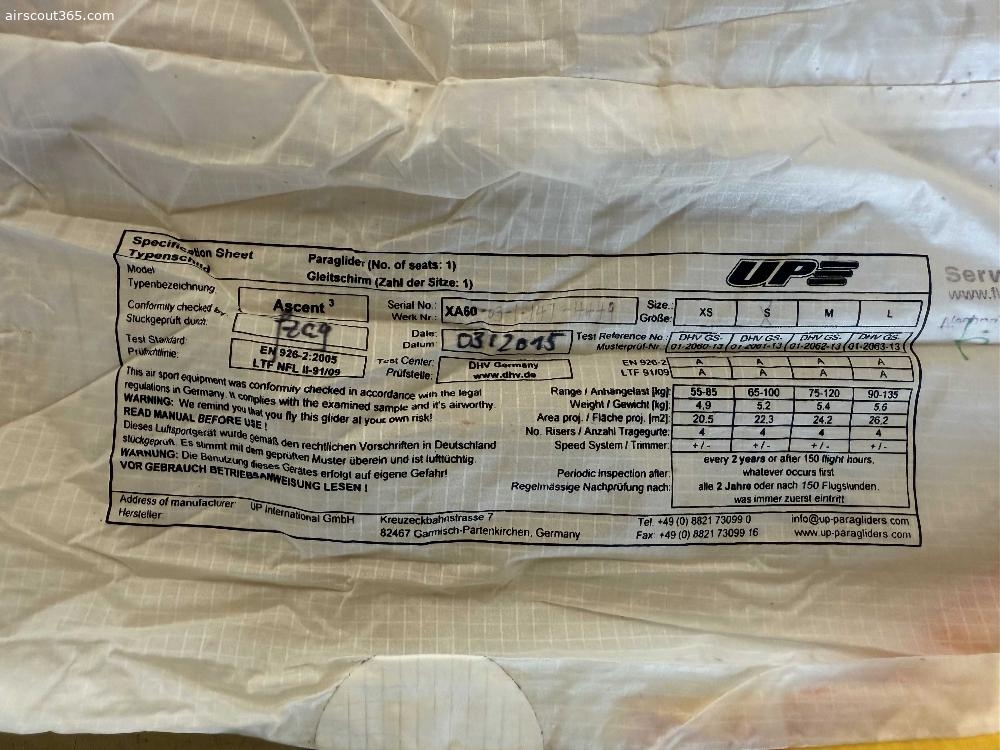 airscout365.com
Specification Sheet
Typenschild
Paraglider (No. of seats: 1)
Gleitschirm (Zahl der Sitze: 1)
UP
Model
Typenbezeichnung
Ascent 3
Serial No.:
Werk Nr.:
XA60
Size:
Größe:
XS S M L
Conformity checked by
Stückgeprüft durch:
Date:
Datum:
03 2015
Test Reference No.:
Musterprüf-Nr.
DHV GS-01-2060-13
DHV GS-01-2061-13
DHV GS-01-2062-13
DHV GS-01-2063-13
Test Standard:
Prüfrichtlinie:
EN 926-2:2005
LTF NFL II-91/09
Test Center:
Prüfstelle:
DHV Germany
www.dhv.de
EN 926-2 A A A A
LTF 91/09 A A A A
This air sport equipment was conformity checked in accordance with the legal
regulations in Germany. It complies with the examined sample and it's airworthy.
WARNING: We remind you that you fly this glider at your own risk!
READ MANUAL BEFORE USE !
Dieses Luftsportgerät wurde gemäß den rechtlichen Vorschriften in Deutschland
stückgeprüft. Es stimmt mit dem geprüften Muster überein und ist lufttüchtig.
WARNUNG: Die Benutzung dieses Gerätes erfolgt auf eigene Gefahr!
VOR GEBRAUCH BETRIEBSANWEISUNG LESEN !
Range / Anhängelast [kg]: 55-85 65-100 75-120 90-135
Weight / Gewicht [kg]: 4,9 5.2 5.4 5.6
Area proj. / Fläche proj. [m2]: 20.5 22,3 24.2 26,2
No. Risers / Anzahl Tragegurte: 4 4 4 4
Speed System / Trimmer: + / - + / - + / - + / -
Periodic inspection after:
Regelmässige Nachprüfung nach:
every 2 years or after 150 flight hours,
whatever occurs first
alle 2 Jahre oder nach 150 Flugstunden,
was immer zuerst eintritt
Address of manufacturer
Hersteller
UP International GmbH
Kreuzeckbahnstrasse 7
82467 Garmisch-Partenkirchen, Germany
Tel. +49 (0) 8821 73099 0
Fax: +49 (0) 8821 73099 16
info@up-paragliders.com
www.up-paragliders.com